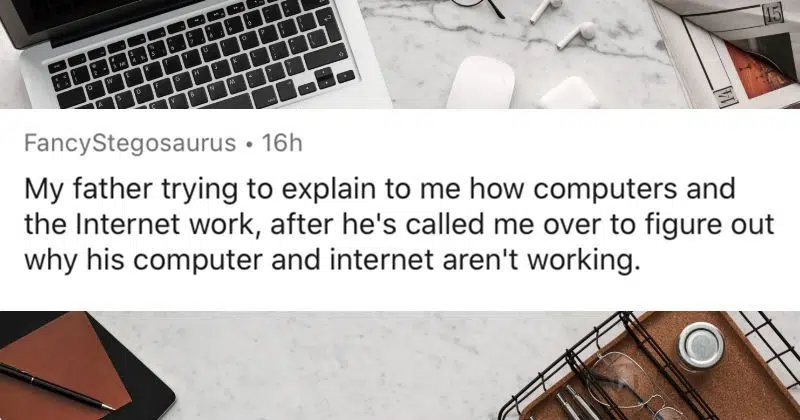 FancyStegosaurus • 16h
My father trying to explain to me how computers and
the Internet work, after he's called me over to figure out
why his computer and internet aren't working.
15